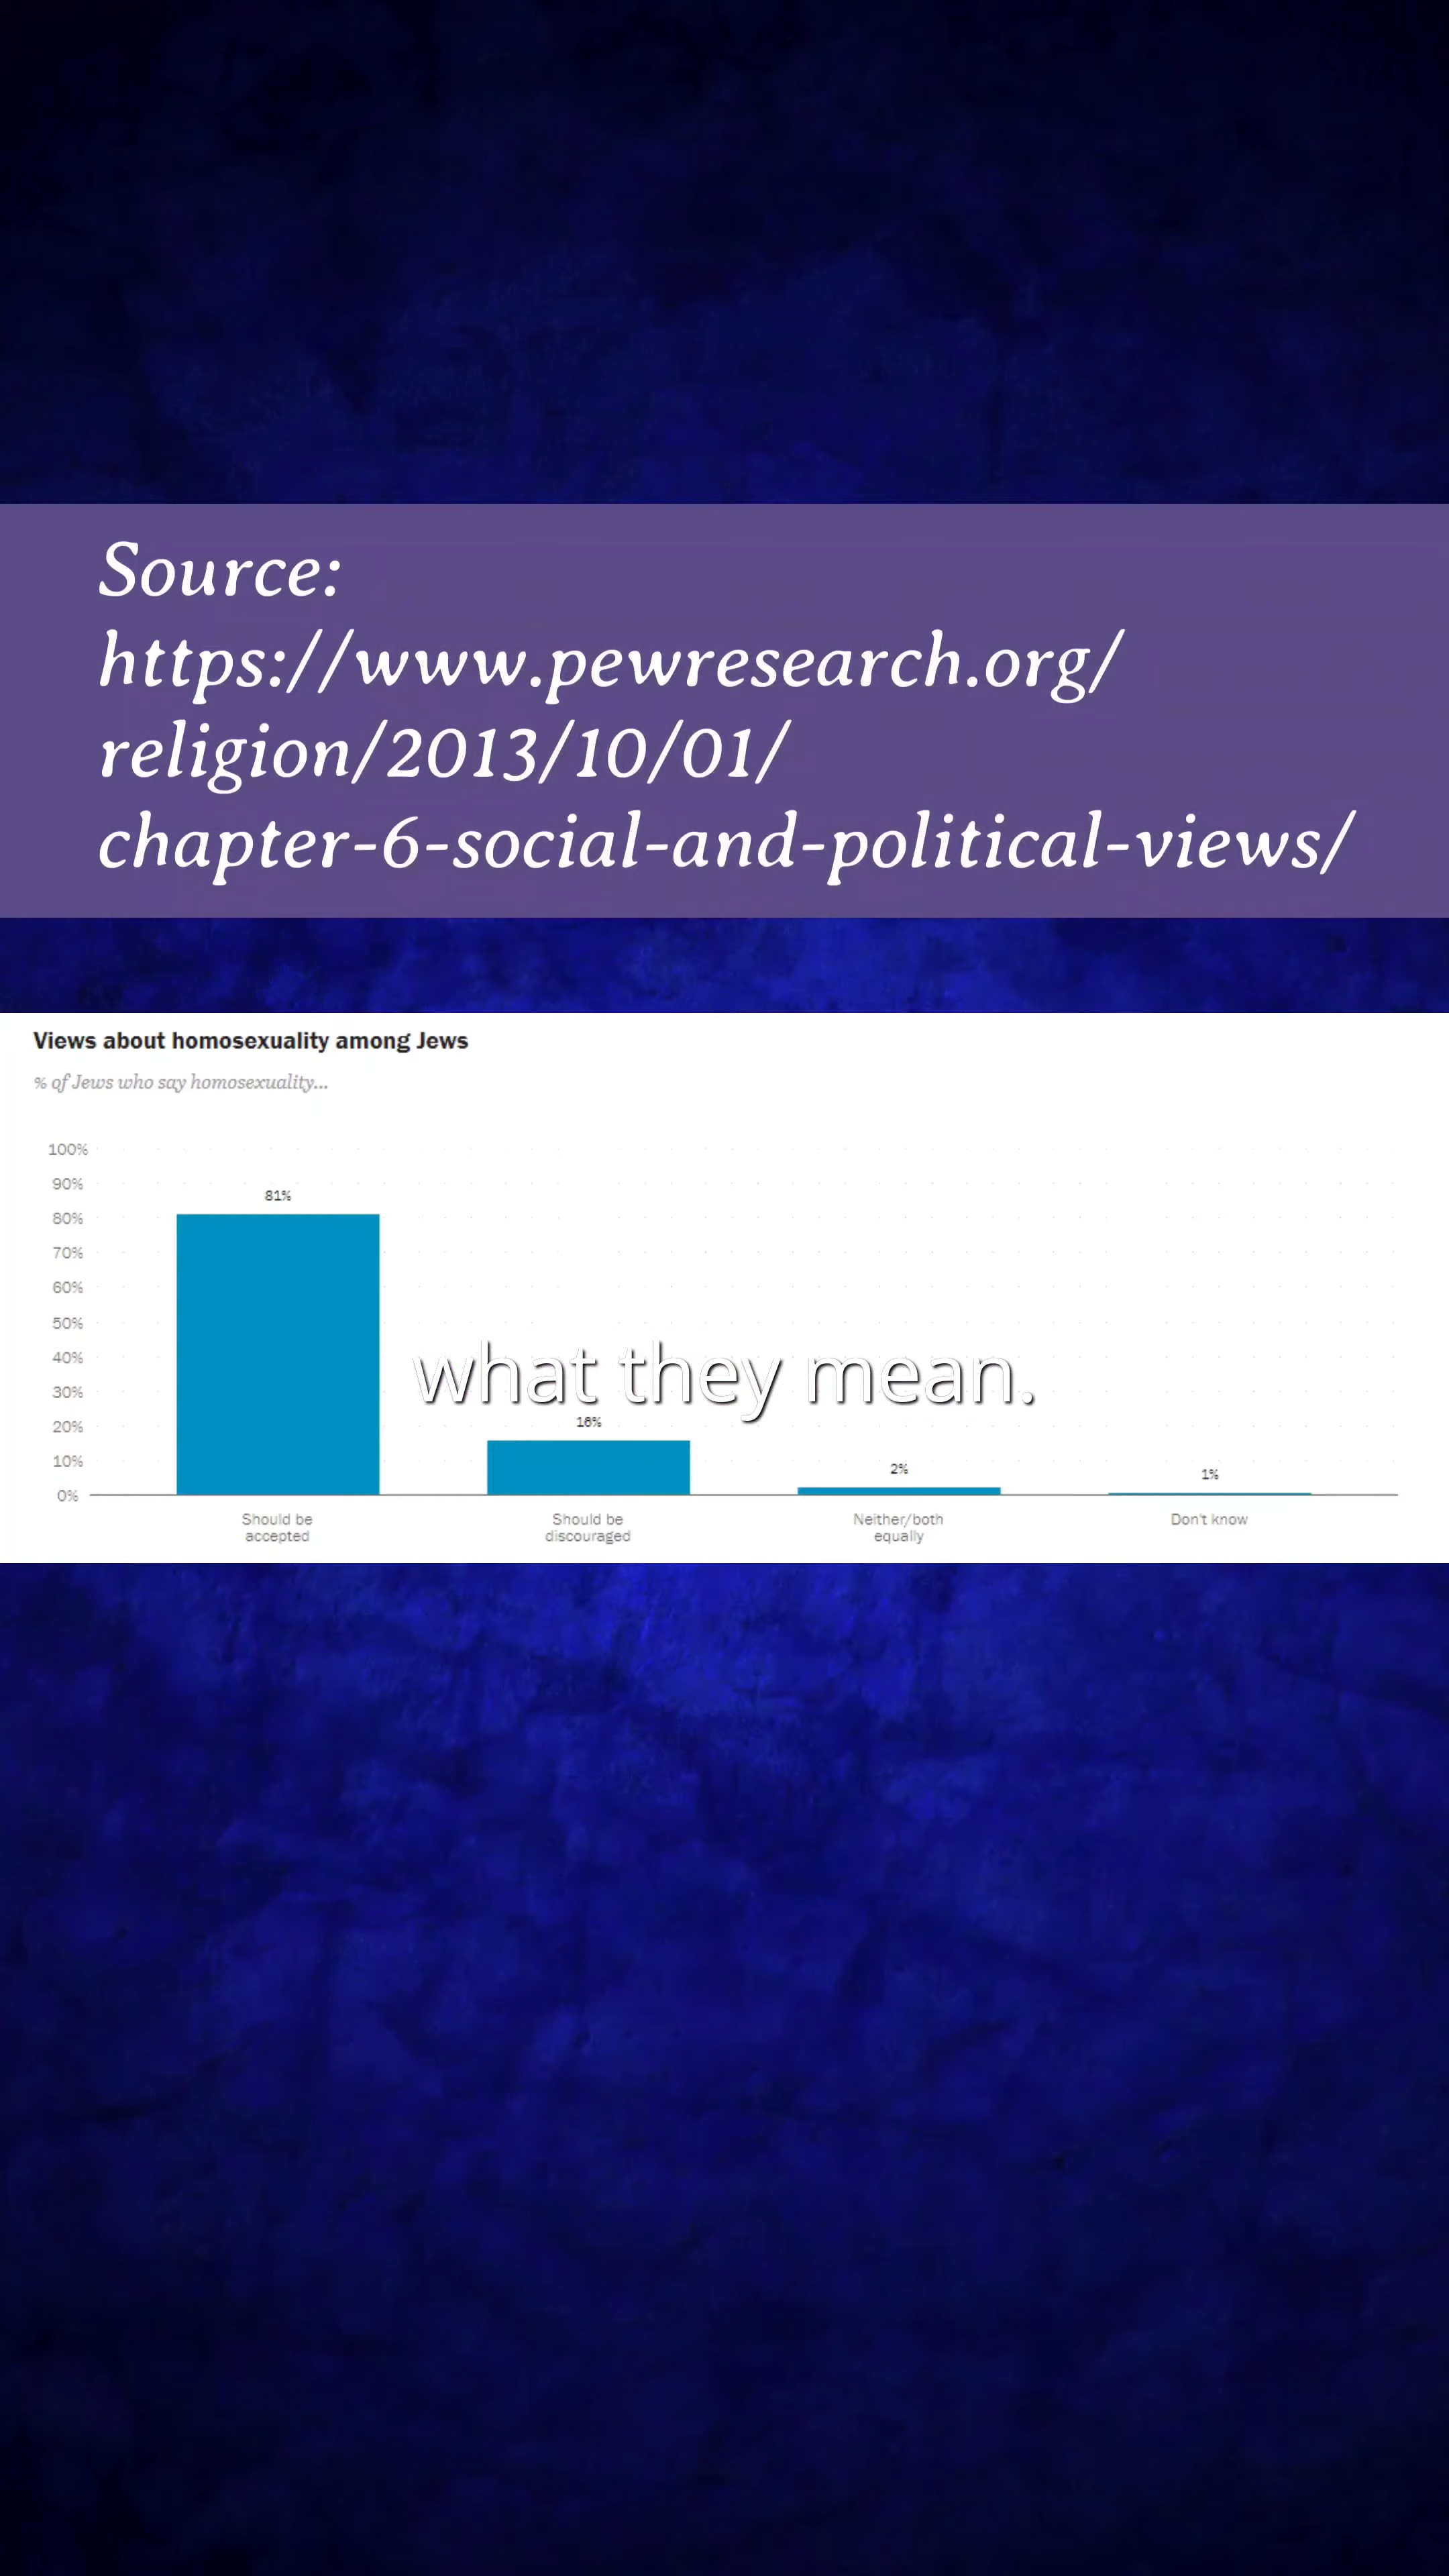 Source:
https://www.pewresearch.org/
religion/2013/10/01/
chapter-6-social-and-political-views/
Views about homosexuality among Jews
% of Jews who say homosexuality...
100%
90%
81%
80%
70%
60%
50%
40%
what they mean.
30%
20%
16%
10%
2%
1%
0%
Should be
accepted
Should be
discouraged
Neither/both
equally
Don't know